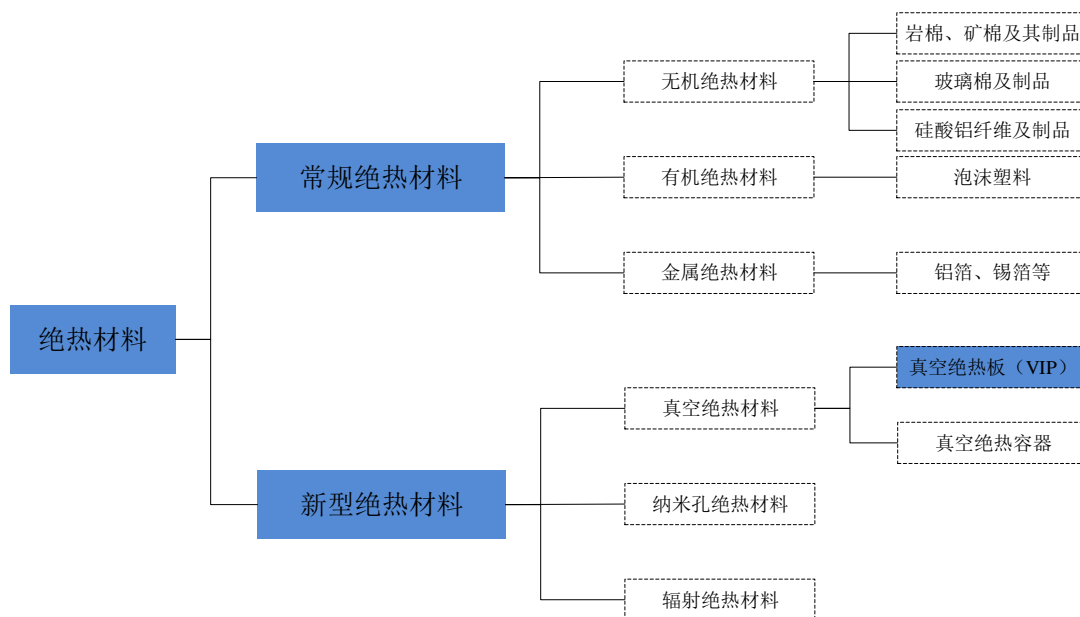 岩棉、矿棉及其制品
无机绝热材料
玻璃棉及制品
硅酸铝纤维及制品
常规绝热材料
有机绝热材料
泡沫塑料
金属绝热材料
铝箔、锡箔等
绝热材料
真空绝热板（VIP）
真空绝热材料
真空绝热容器
新型绝热材料
纳米孔绝热材料
辐射绝热材料